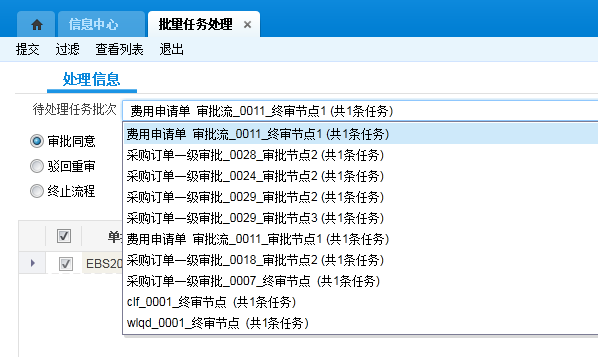 信息中心 批量任务处理 ×
提交 过滤 查看列表 退出
处理信息
待处理任务批次 费用申请单 审批流_0011_终审节点1 (共1条任务)
费用申请单 审批流_0011_终审节点1 (共1条任务)
审批同意 采购订单一级审批_0028_审批节点2 (共1条任务)
驳回重审 采购订单一级审批_0024_审批节点2 (共1条任务)
终止流程 采购订单一级审批_0029_审批节点2 (共1条任务)
采购订单一级审批_0029_审批节点3 (共1条任务)
单 费用申请单 审批流_0011_审批节点1 (共1条任务)
EBS20 采购订单一级审批_0018_审批节点2 (共1条任务)
采购订单一级审批_0007_终审节点 (共1条任务)
clf_0001_终审节点 (共1条任务)
wlqd_0001_终审节点 (共1条任务)